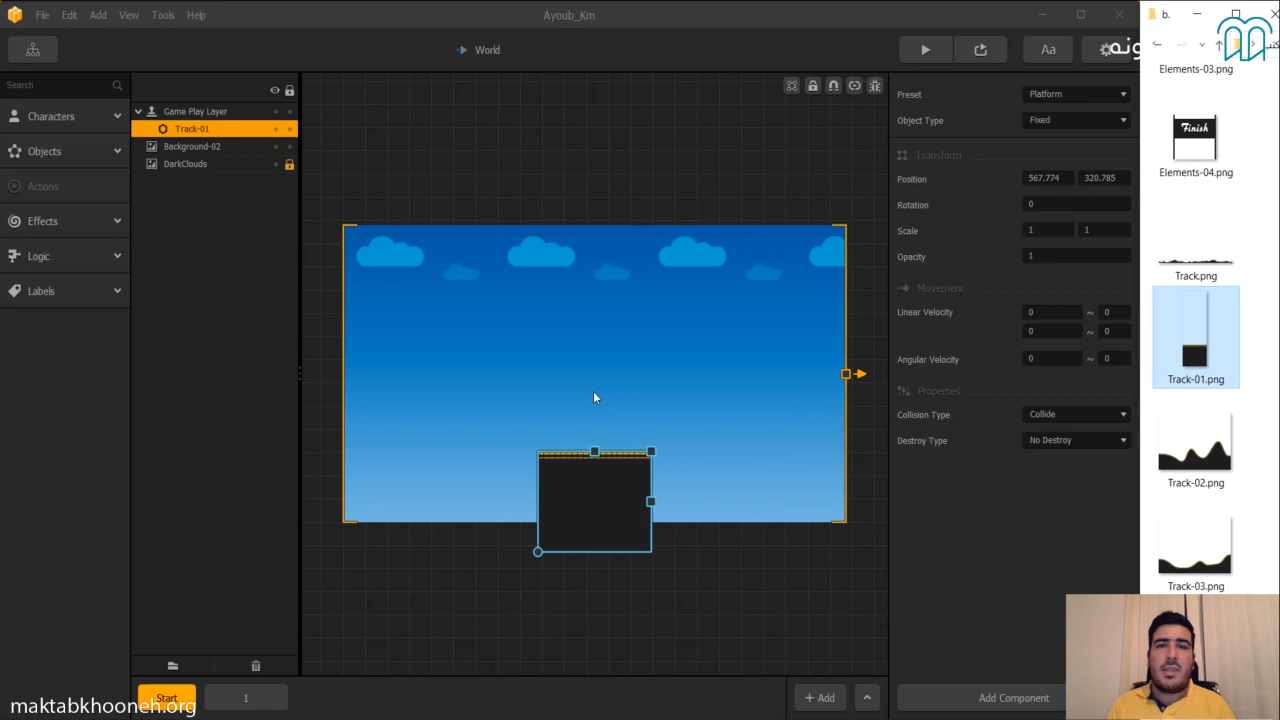 File Edit Add View Tools Help
Ayoub_Km
b.
World
Aa
نه
Search
Characters
Objects
Actions
Effects
Logic
Labels
Game Play Layer
Track-01
Background-02
DarkClouds
Preset Platform
Object Type Fixed
Transform
Position 567.774 320.785
Rotation 0
Scale 1 1
Opacity 1
Movement
Linear Velocity 0 ~ 0
0 ~ 0
Angular Velocity 0 ~ 0
Properties
Collision Type Collide
Destroy Type No Destroy
Elements-03.png
Finish
Elements-04.png
Track.png
Track-01.png
Track-02.png
Track-03.png
Start
1
+ Add
Add Component
maktabkhooneh.org